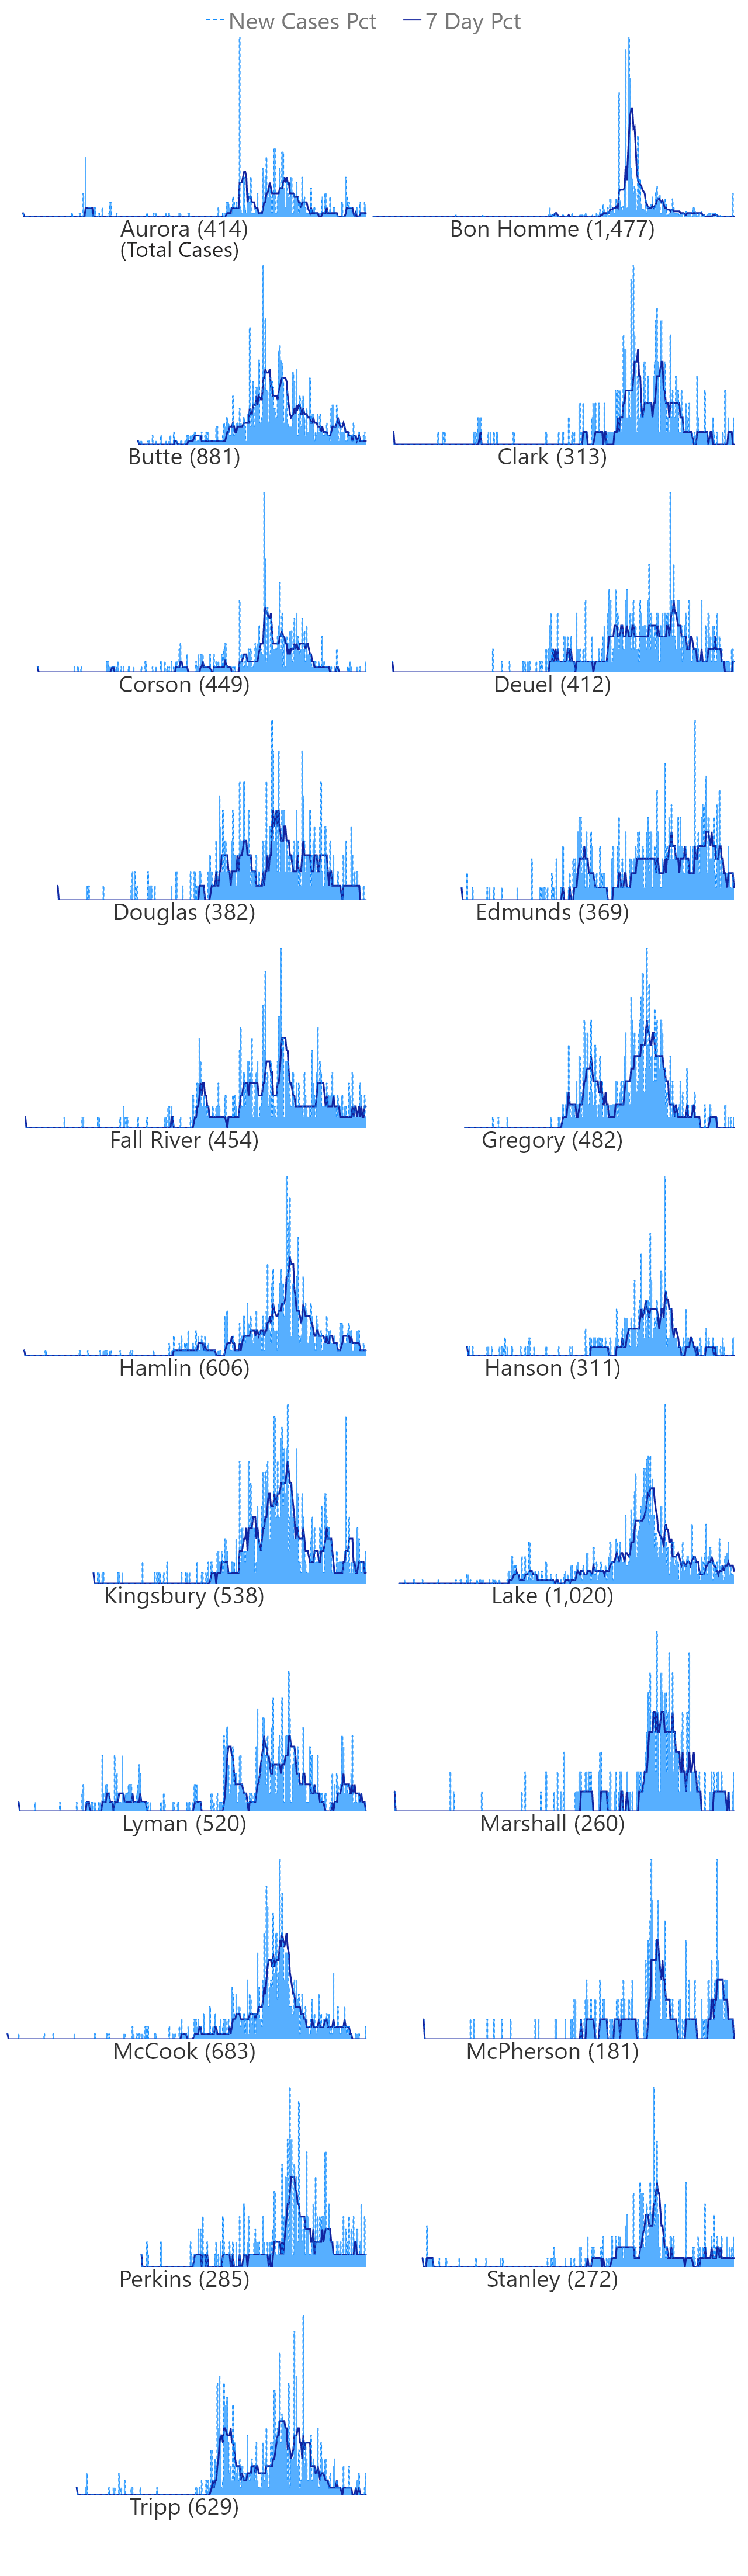 New Cases Pct 7 Day Pct
Aurora (414) Bon Homme (1,477)
(Total Cases)
Butte (881) Clark (313)
Corson (449) Deuel (412)
Douglas (382) Edmunds (369)
Fall River (454) Gregory (482)
Hamlin (606) Hanson (311)
Kingsbury (538) Lake (1,020)
Lyman (520) Marshall (260)
McCook (683) McPherson (181)
Perkins (285) Stanley (272)
Tripp (629)